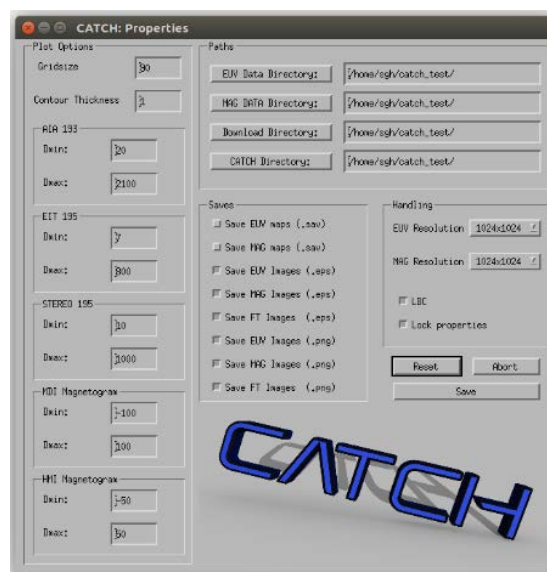 CATCH: Properties
Plot Options
Gridsize 90
Contour Thickness 1
AIA 193
Dmin: 20
Dmax: 2100
EIT 195
Dmin: 7
Dmax: 800
STEREO 195
Dmin: 10
Dmax: 1000
MDI Magnetogram
Dmin: -100
Dmax: 100
HMI Magnetogram
Dmin: -50
Dmax: 50
Paths
EUV Data Directory: /home/sgh/catch_test/
MAG DATA Directory: /home/sgh/catch_test/
Download Directory: /home/sgh/catch_test/
CATCH Directory: /home/sgh/catch_test/
Saves
Save EUV maps (.sav)
Save MAG maps (.sav)
Save EUV Images (.eps)
Save MAG Images (.eps)
Save FT Images (.eps)
Save EUV Images (.png)
Save MAG Images (.png)
Save FT Images (.png)
Handling
EUV Resolution 1024x1024
MAG Resolution 1024x1024
LBC
Lock properties
Reset Abort
Save
CATCH